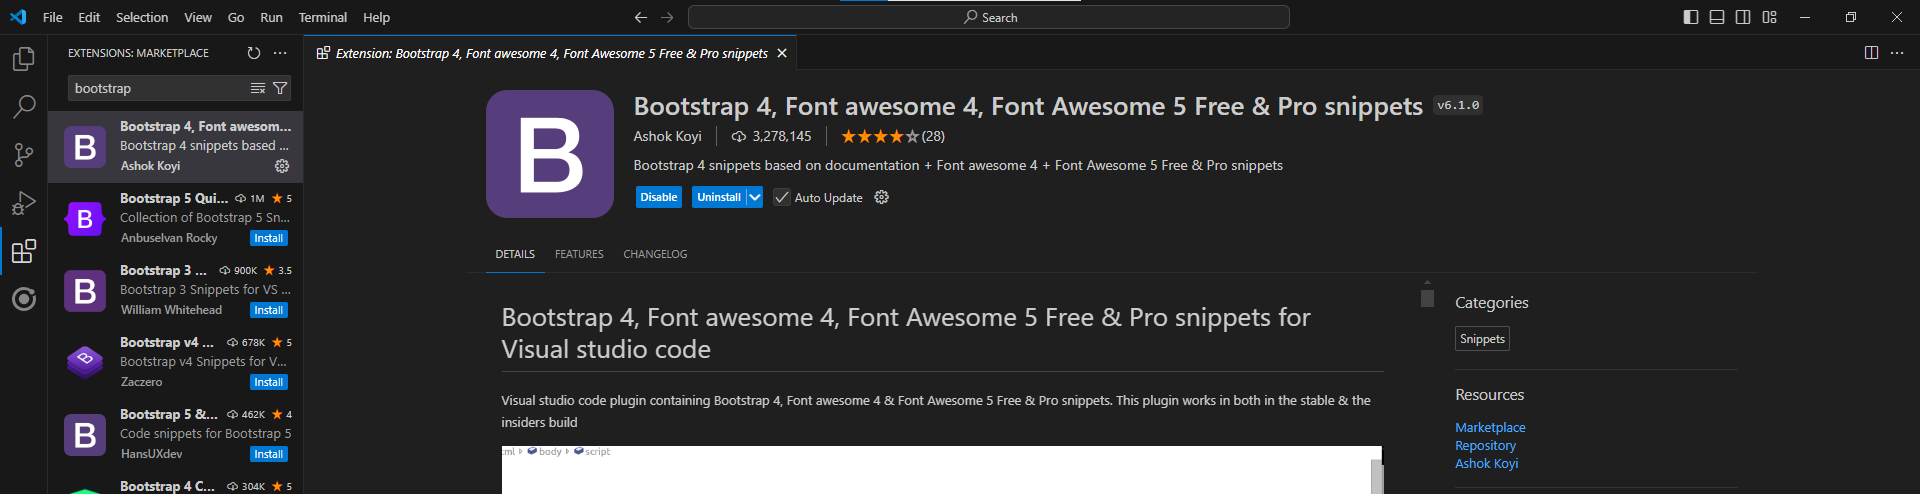 File Edit Selection View Go Run Terminal Help
Search
EXTENSIONS: MARKETPLACE
bootstrap
Bootstrap 4, Font awesom...
Bootstrap 4 snippets based ...
Ashok Koyi
Bootstrap 5 Qui... 1M 5
Collection of Bootstrap 5 Sn...
Anbuselvan Rocky Install
Bootstrap 3 ... 900K 3.5
Bootstrap 3 Snippets for VS ...
William Whitehead Install
Bootstrap v4 ... 678K 5
Bootstrap v4 Snippets for V...
Zaczero Install
Bootstrap 5 &... 462K 4
Code snippets for Bootstrap 5
HansUXdev Install
Bootstrap 4 C... 304K 5
Extension: Bootstrap 4, Font awesome 4, Font Awesome 5 Free & Pro snippets
B
Bootstrap 4, Font awesome 4, Font Awesome 5 Free & Pro snippets v6.1.0
Ashok Koyi 3,278,145 (28)
Bootstrap 4 snippets based on documentation + Font awesome 4 + Font Awesome 5 Free & Pro snippets
Disable Uninstall Auto Update
DETAILS FEATURES CHANGELOG
Bootstrap 4, Font awesome 4, Font Awesome 5 Free & Pro snippets for
Visual studio code
Visual studio code plugin containing Bootstrap 4, Font awesome 4 & Font Awesome 5 Free & Pro snippets. This plugin works in both in the stable & the
insiders build
tml body script
Categories
Snippets
Resources
Marketplace
Repository
Ashok Koyi